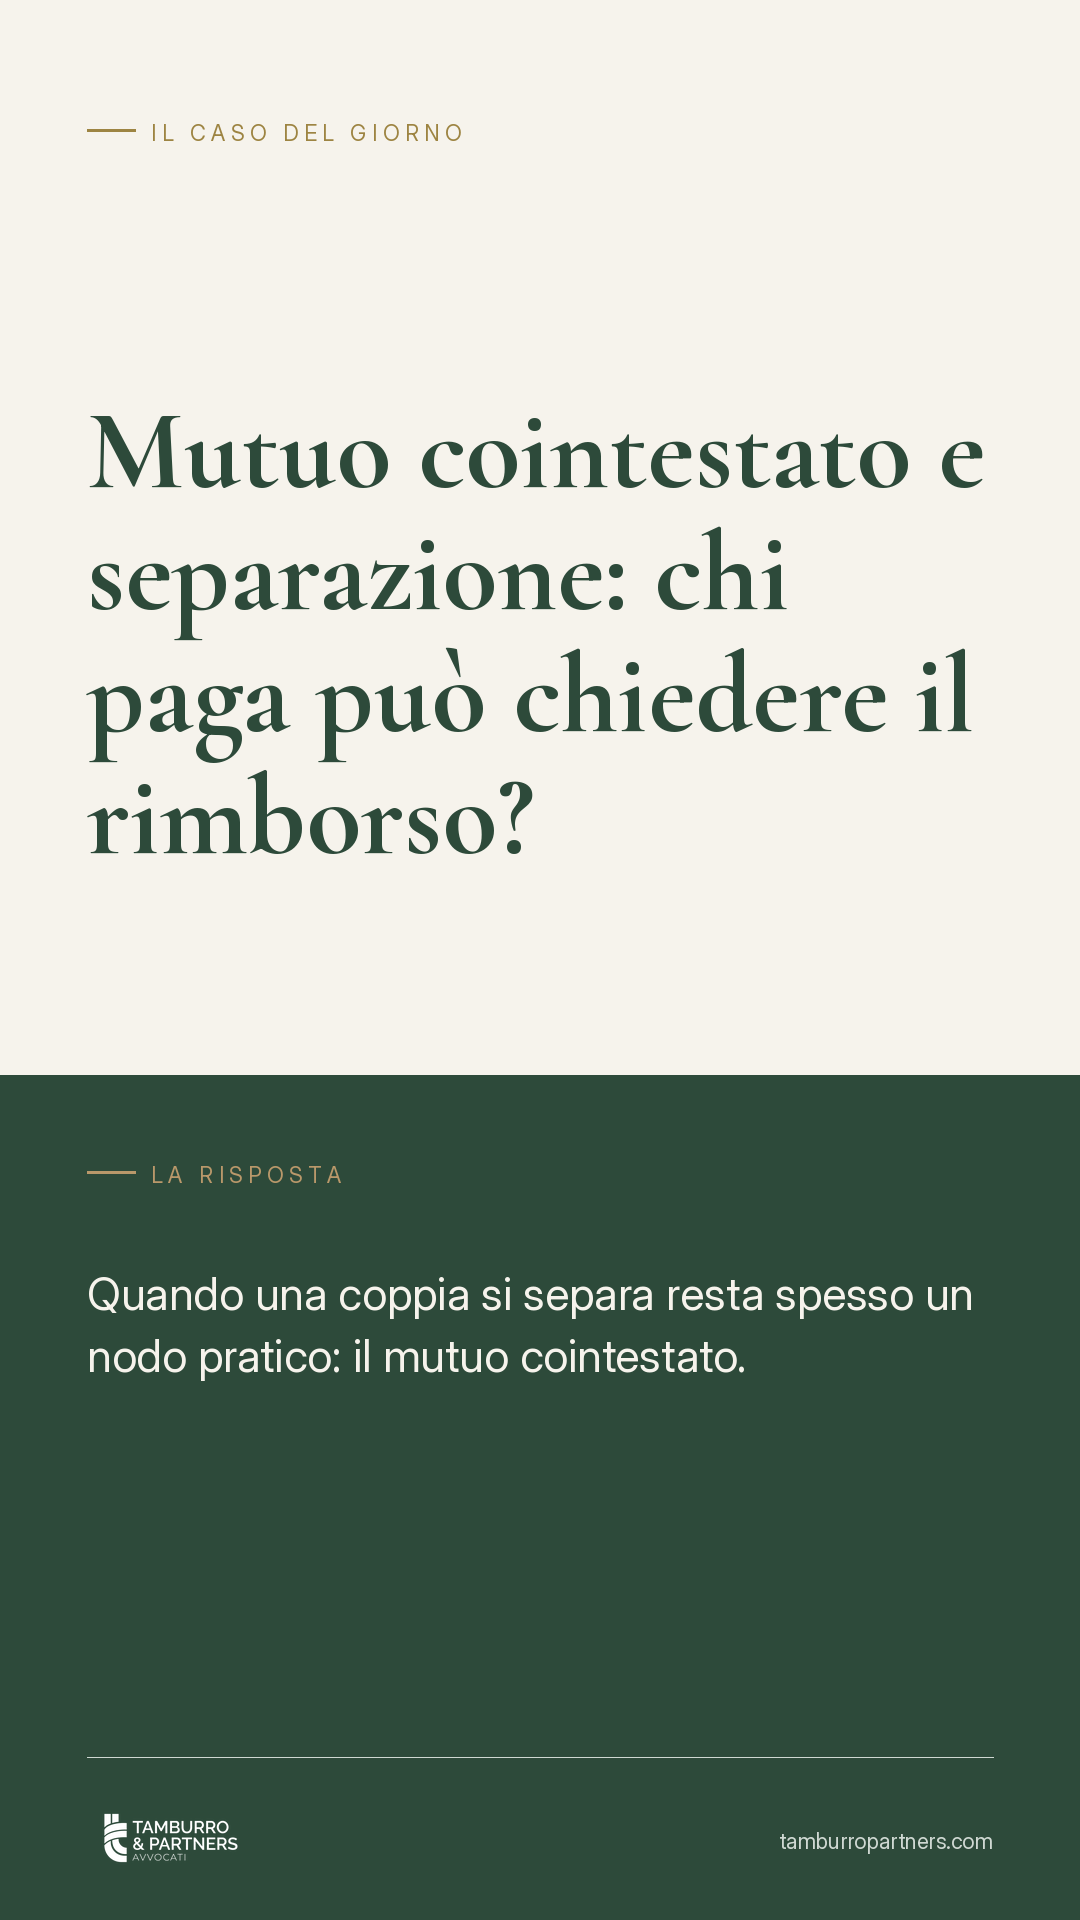 IL CASO DEL GIORNO
Mutuo cointestato e
separazione: chi
paga può chiedere il
rimborso?
LA RISPOSTA
Quando una coppia si separa resta spesso un
nodo pratico: il mutuo cointestato.
TAMBURRO
& PARTNERS
AVVOCATI
tamburropartners.com